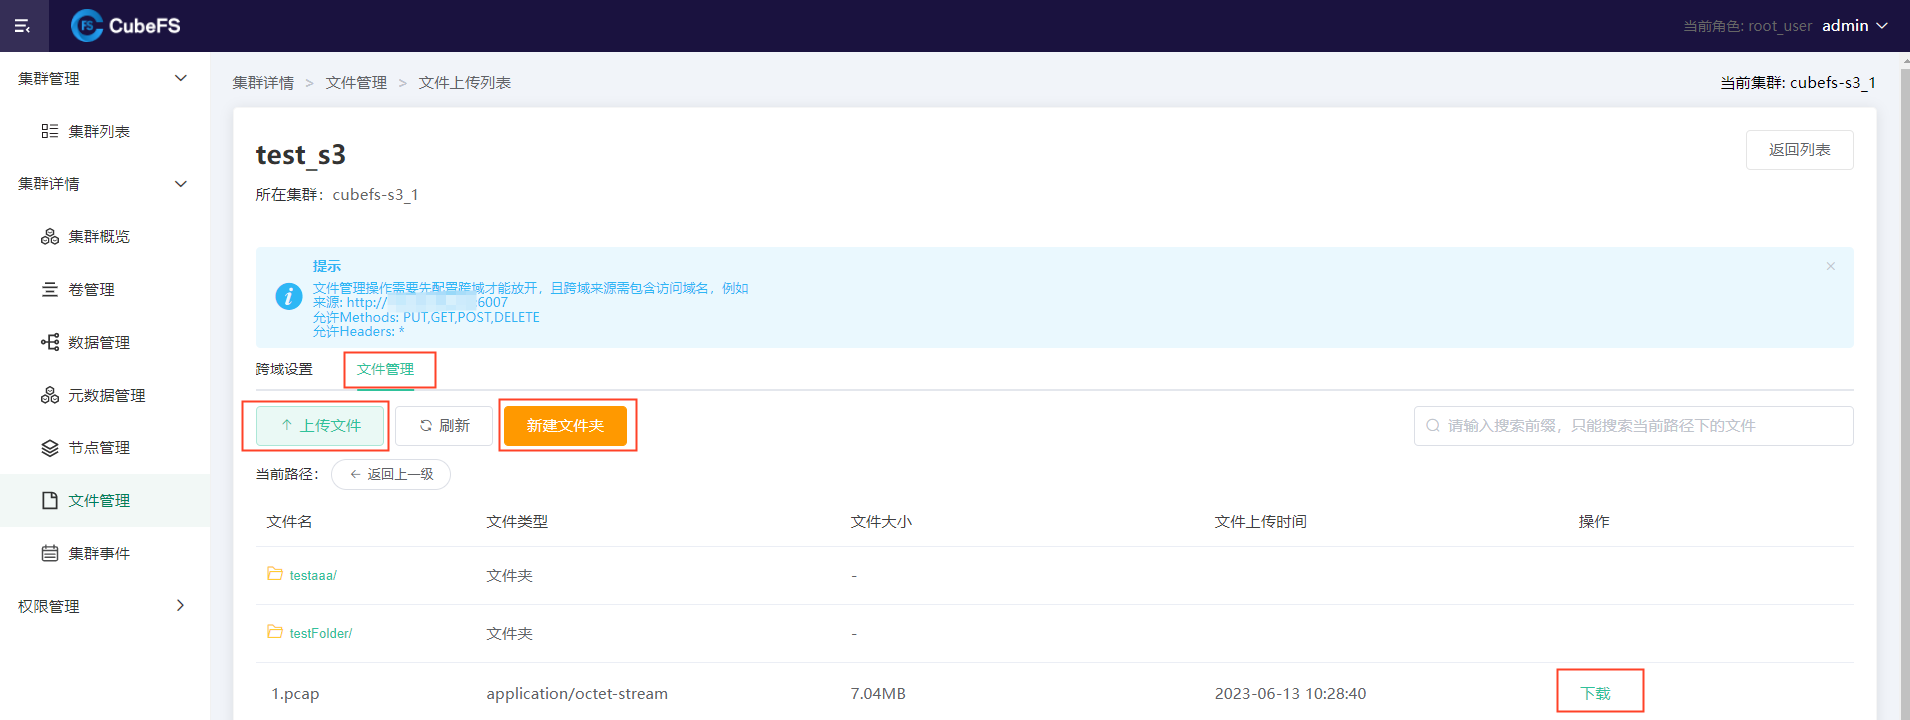 CubeFS
当前角色: root_user admin
集群管理
集群列表
集群详情
集群概览
卷管理
数据管理
元数据管理
节点管理
文件管理
集群事件
权限管理
集群详情 > 文件管理 > 文件上传列表
当前集群: cubefs-s3_1
test_s3
返回列表
所在集群: cubefs-s3_1
提示
文件管理操作需要先配置跨域才能放开，且跨域来源需包含访问域名，例如
来源: http:// 6007
允许Methods: PUT,GET,POST,DELETE
允许Headers: *
跨域设置 文件管理
上传文件 刷新 新建文件夹
请输入搜索前缀，只能搜索当前路径下的文件
当前路径: 返回上一级
文件名 文件类型 文件大小 文件上传时间 操作
testaaa/ 文件夹 -
testFolder/ 文件夹 -
1.pcap application/octet-stream 7.04MB 2023-06-13 10:28:40 下载